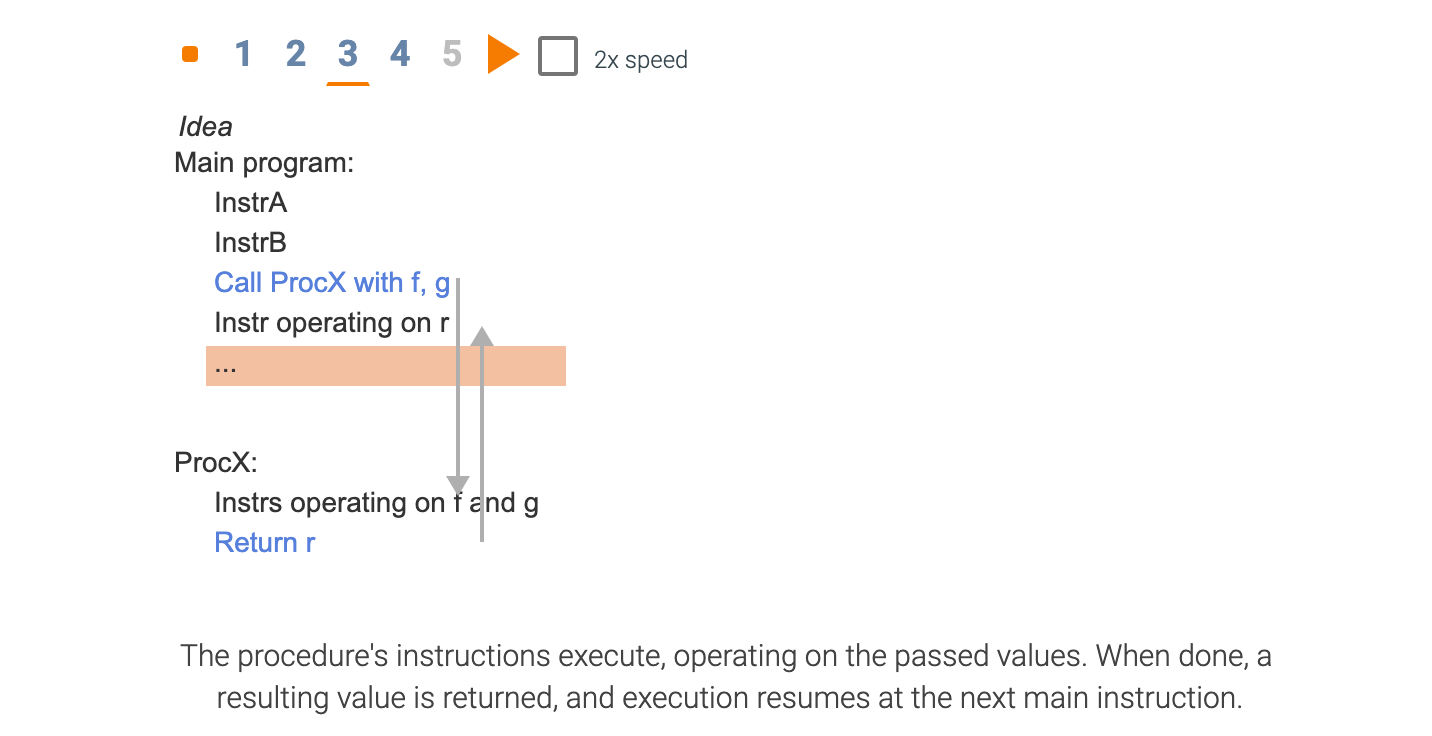 1 2 3 4 5 2x speed
Idea
Main program:
InstrA
InstrB
Call ProcX with f, g
Instr operating on r
...
ProcX:
Instrs operating on f and g
Return r
The procedure's instructions execute, operating on the passed values. When done, a
resulting value is returned, and execution resumes at the next main instruction.